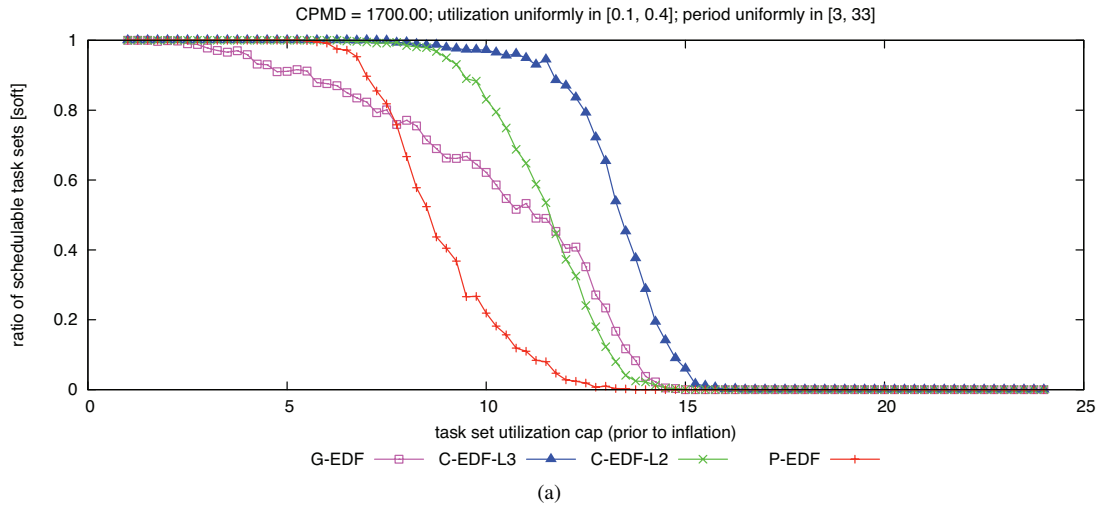 CPMD = 1700.00; utilization uniformly in [0.1, 0.4]; period uniformly in [3, 33]
ratio of schedulable task sets [soft]
1
0.8
0.6
0.4
0.2
0
0 5 10 15 20 25
task set utilization cap (prior to inflation)
G-EDF C-EDF-L3 C-EDF-L2 P-EDF
(a)